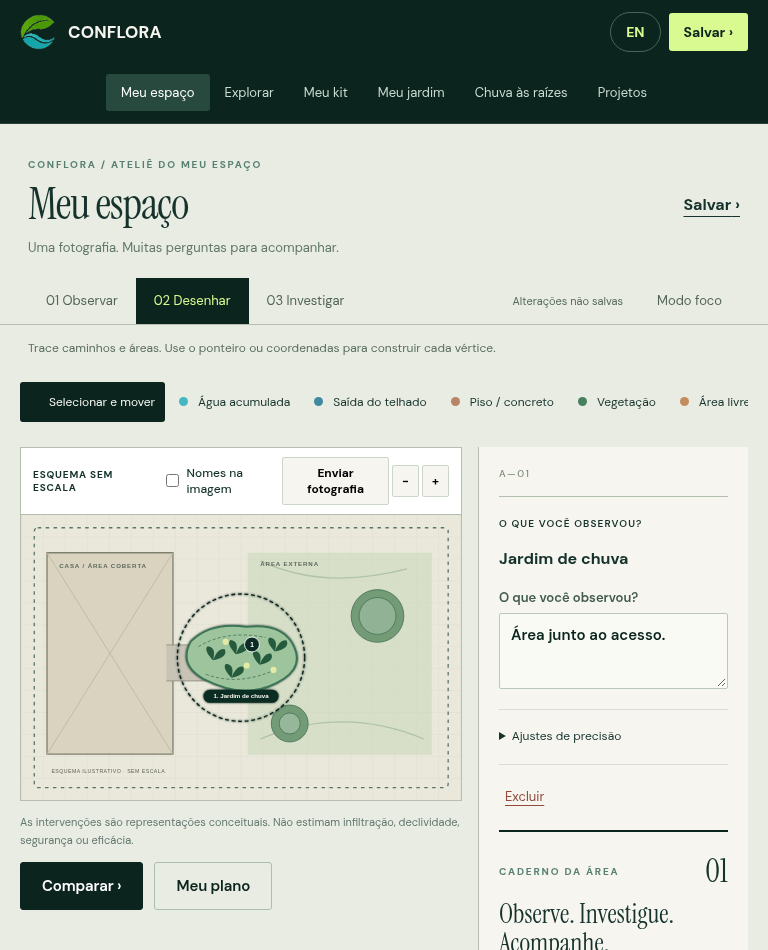 CONFLORA
EN
Salvar ›
Meu espaço
Explorar
Meu kit
Meu jardim
Chuva às raízes
Projetos
CONFLORA / ATELIÊ DO MEU ESPAÇO
Meu espaço
Salvar ›
Uma fotografia. Muitas perguntas para acompanhar.
01 Observar
02 Desenhar
03 Investigar
Alterações não salvas
Modo foco
Trace caminhos e áreas. Use o ponteiro ou coordenadas para construir cada vértice.
Selecionar e mover
Água acumulada
Saída do telhado
Piso / concreto
Vegetação
Área livre
ESQUEMA SEM
ESCALA
Nomes na
imagem
Enviar
fotografia
−
+
CASA / ÁREA COBERTA
ÁREA EXTERNA
1
1. Jardim de chuva
ESQUEMA ILUSTRATIVO · SEM ESCALA
As intervenções são representações conceituais. Não estimam infiltração, declividade,
segurança ou eficácia.
Comparar ›
Meu plano
A—01
O QUE VOCÊ OBSERVOU?
Jardim de chuva
O que você observou?
Área junto ao acesso.
Ajustes de precisão
Excluir
CADERNO DA ÁREA
01
Observe. Investigue.
Acompanhe.